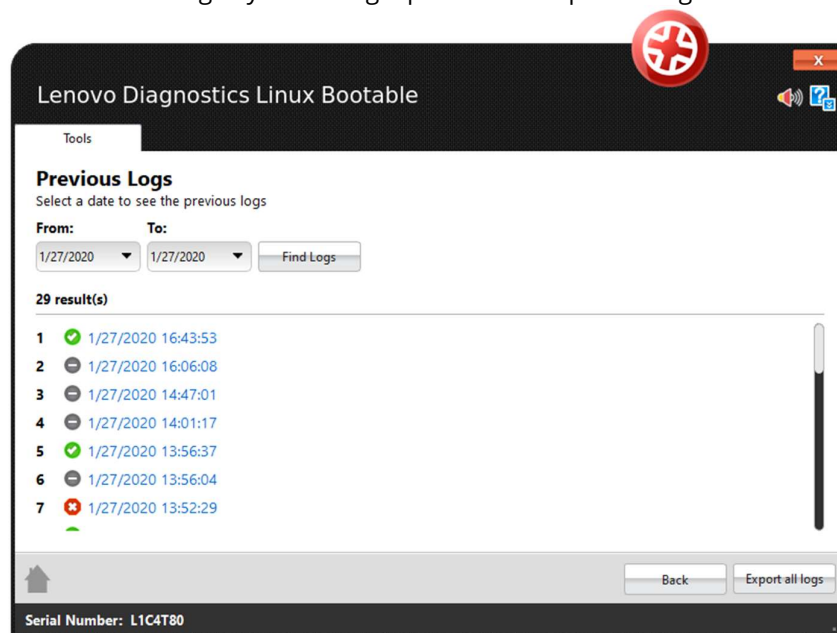 Lenovo Diagnostics Linux Bootable
X
Tools
Previous Logs
Select a date to see the previous logs
From: To:
1/27/2020 1/27/2020 Find Logs
29 result(s)
1 1/27/2020 16:43:53
2 1/27/2020 16:06:08
3 1/27/2020 14:47:01
4 1/27/2020 14:01:17
5 1/27/2020 13:56:37
6 1/27/2020 13:56:04
7 1/27/2020 13:52:29
Back Export all logs
Serial Number: L1C4T80